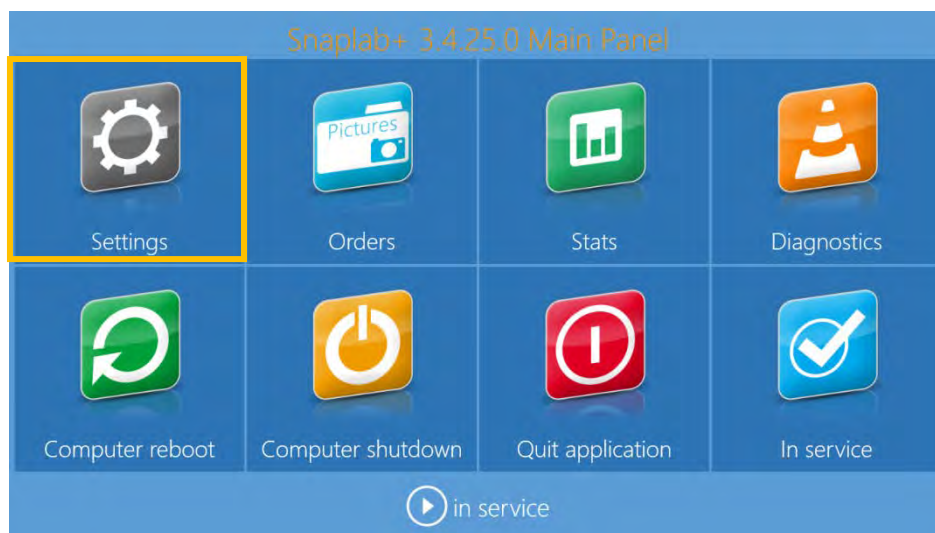 Snaplab+ 3.4.25.0 Main Panel
Pictures
Settings
Orders
Stats
Diagnostics
Computer reboot
Computer shutdown
Quit application
In service
in service